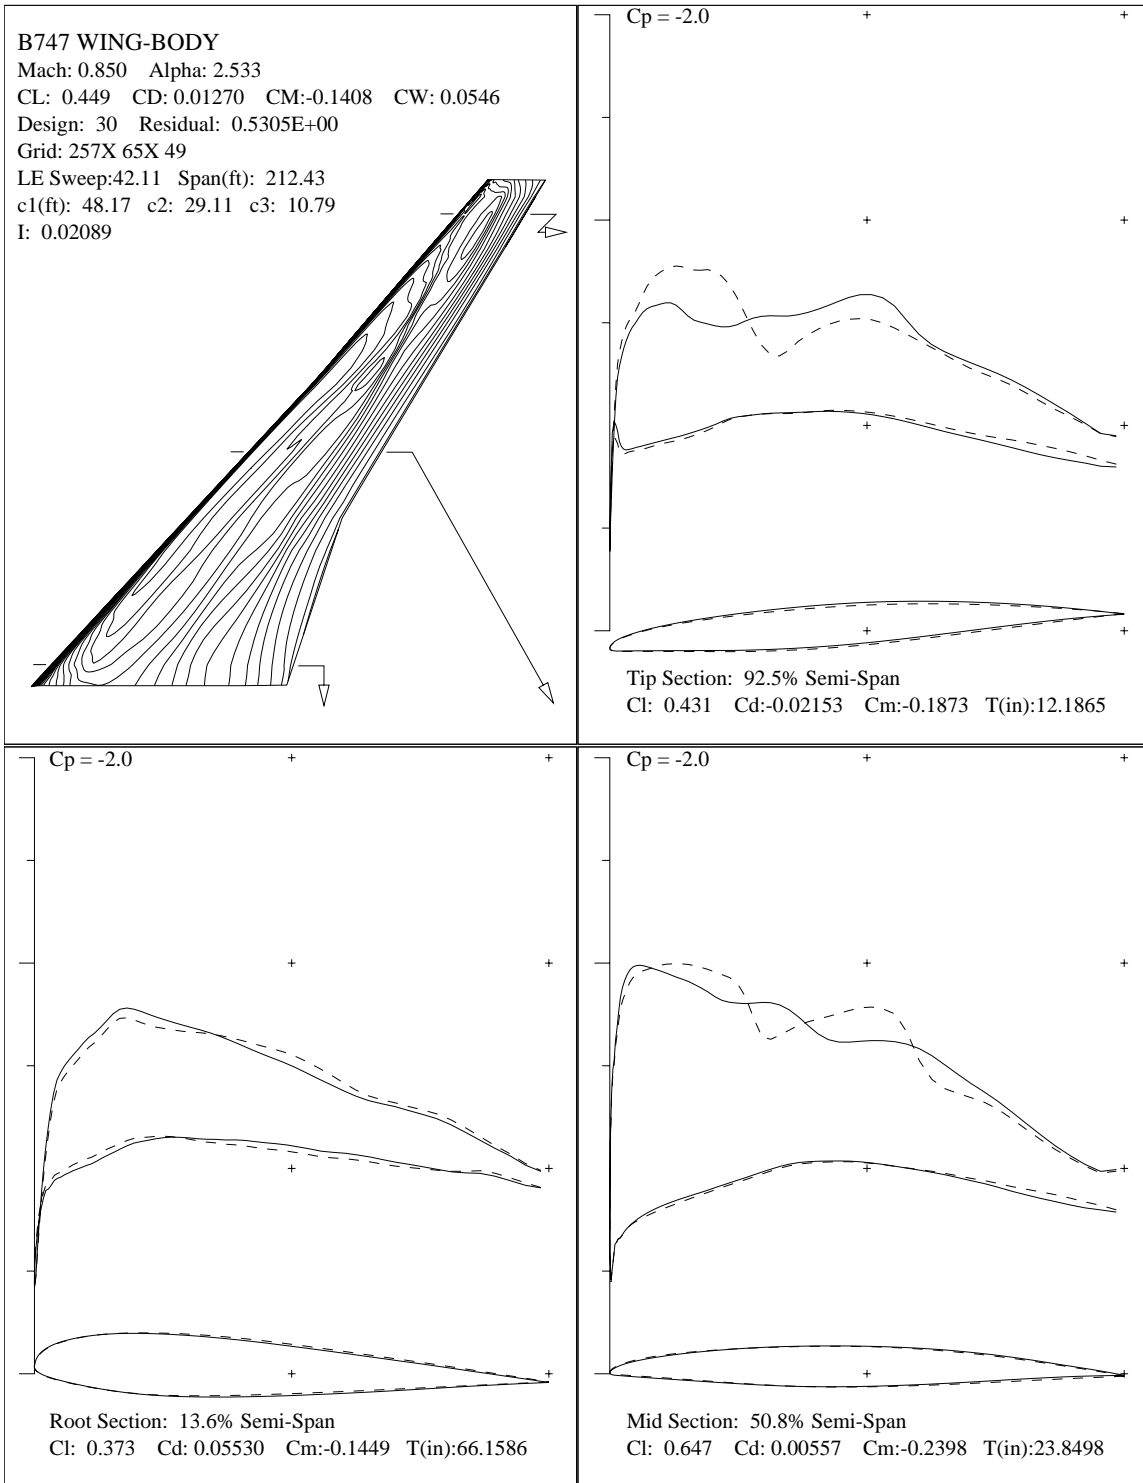 B747 WING-BODY
Mach: 0.850 Alpha: 2.533
CL: 0.449 CD: 0.01270 CM:-0.1408 CW: 0.0546
Design: 30 Residual: 0.5305E+00
Grid: 257X 65X 49
LE Sweep:42.11 Span(ft): 212.43
c1(ft): 48.17 c2: 29.11 c3: 10.79
I: 0.02089
Cp = -2.0
Tip Section: 92.5% Semi-Span
Cl: 0.431 Cd:-0.02153 Cm:-0.1873 T(in):12.1865
Cp = -2.0
Root Section: 13.6% Semi-Span
Cl: 0.373 Cd: 0.05530 Cm:-0.1449 T(in):66.1586
Cp = -2.0
Mid Section: 50.8% Semi-Span
Cl: 0.647 Cd: 0.00557 Cm:-0.2398 T(in):23.8498